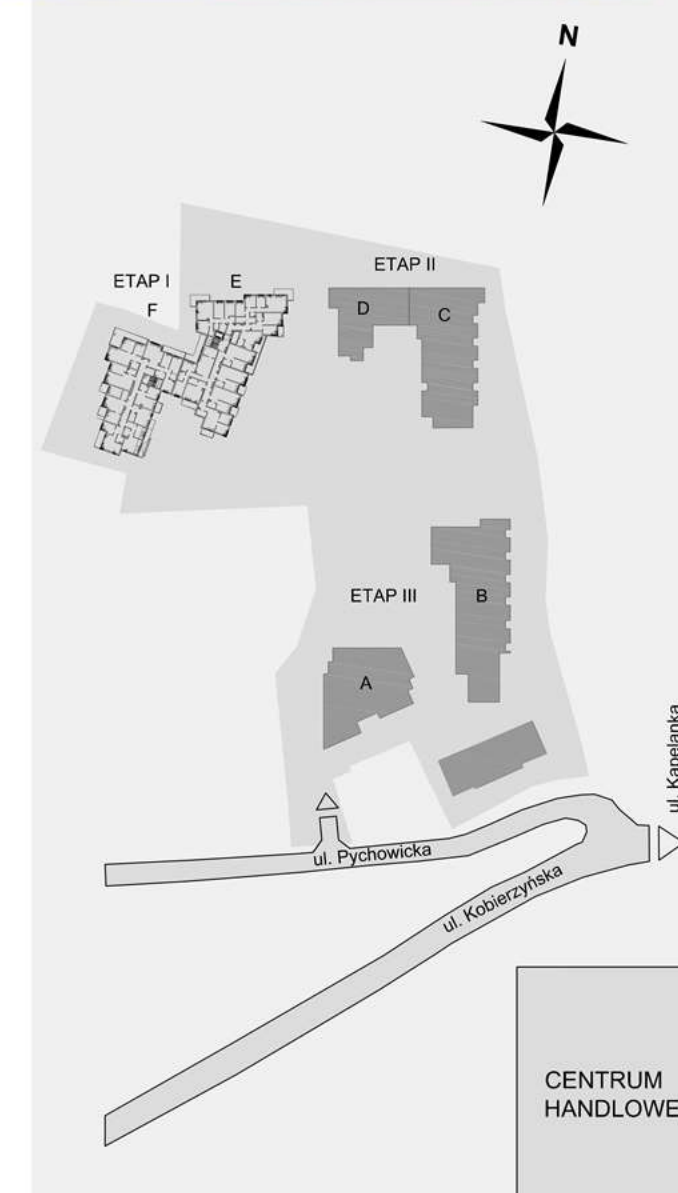 N
ETAP II
ETAP I
E
F
D
C
ETAP III
B
A
ul. Kapelanka
ul. Pychowicka
ul. Kobierzyńska
CENTRUM
HANDLOWE